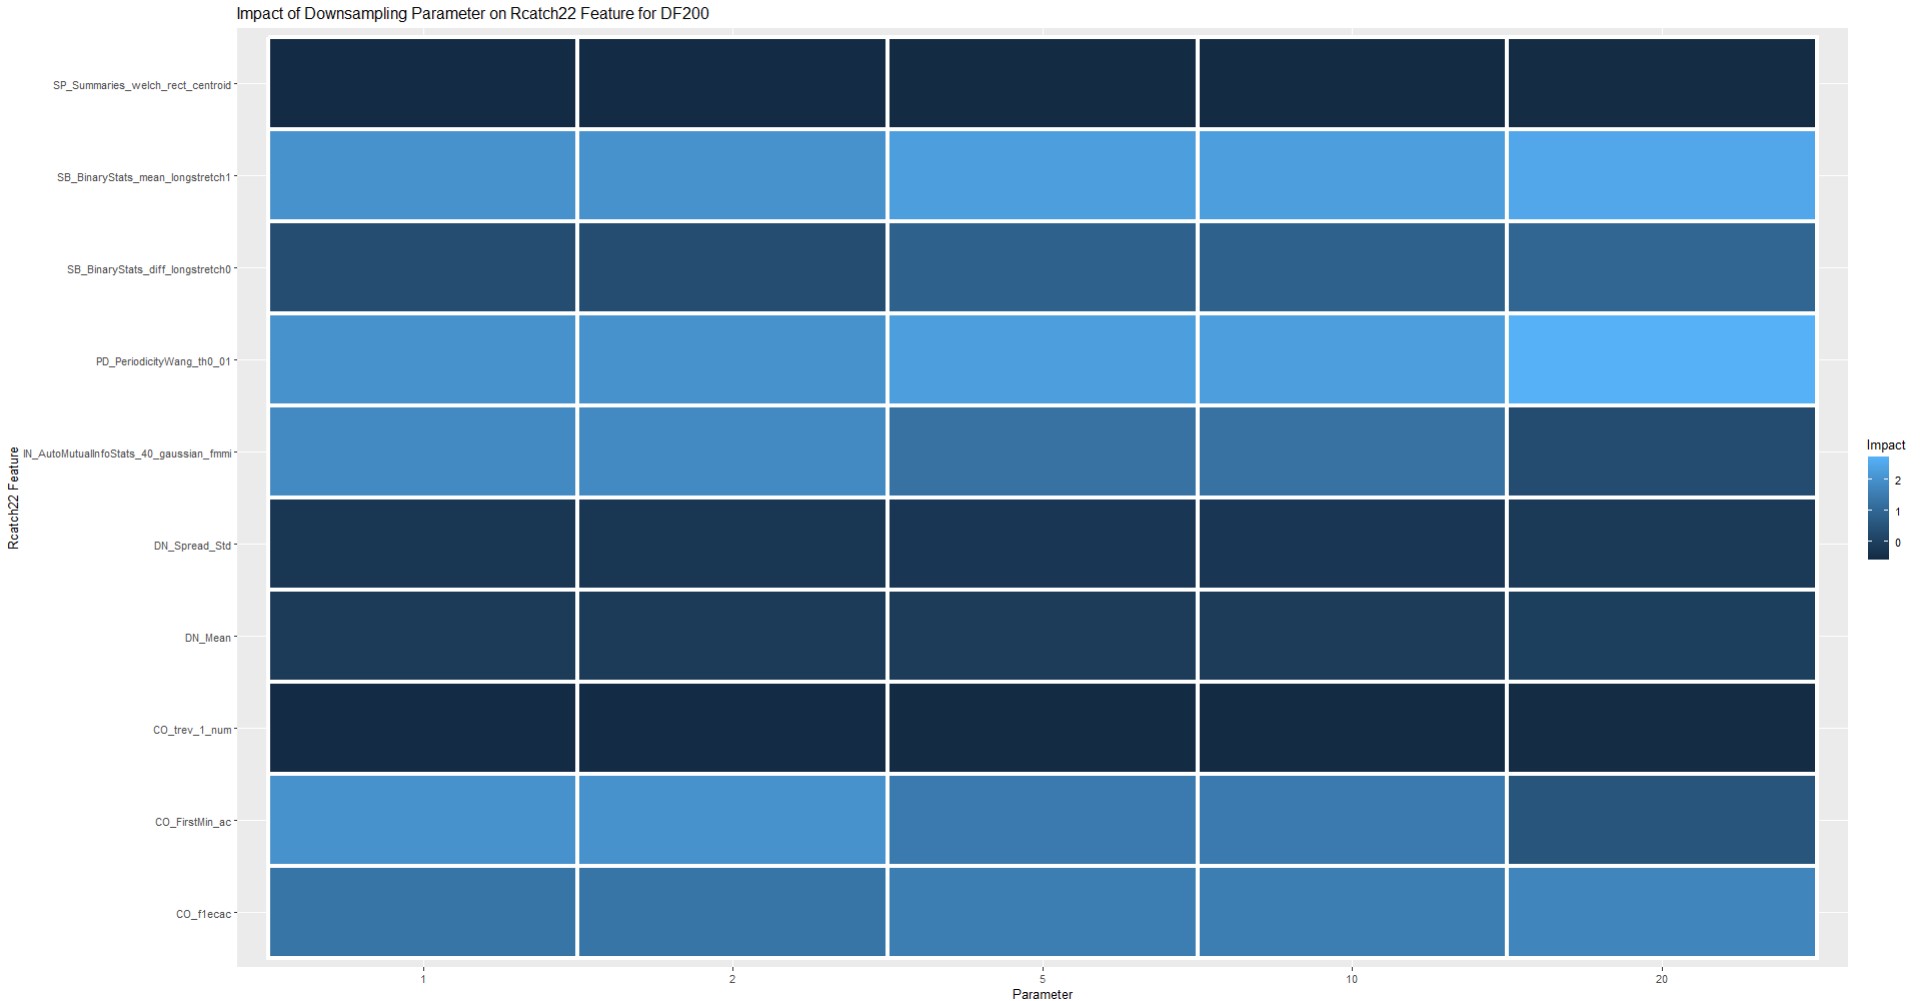 Impact of Downsampling Parameter on Rcatch22 Feature for DF200
SP_Summaries_welch_rect_centroid
SB_BinaryStats_mean_longstretch1
SB_BinaryStats_diff_longstretch0
PD_PeriodicityWang_th0_01
IN_AutoMutualInfoStats_40_gaussian_fmmi
DN_Spread_Std
DN_Mean
CO_trev_1_num
CO_FirstMin_ac
CO_f1ecac
Rcatch22 Feature
1 2 5 10 20
Parameter
Impact
2
1
0